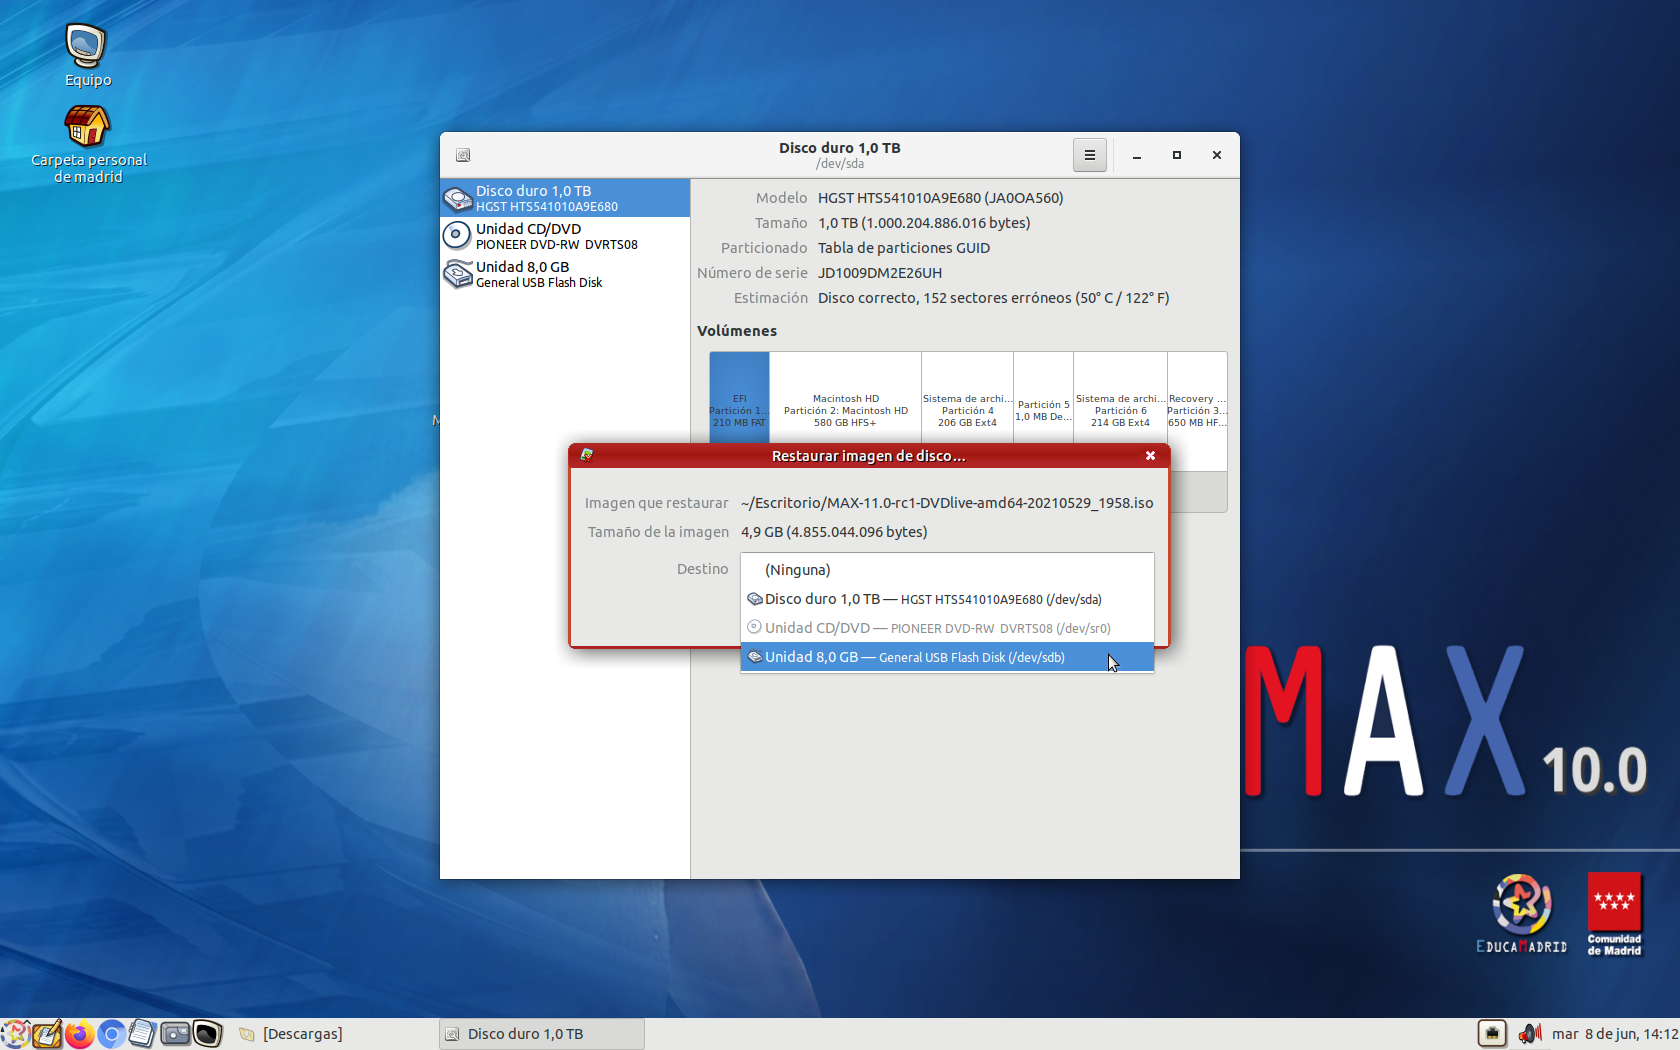 Equipo
Carpeta personal
de madrid
Disco duro 1,0 TB
/dev/sda
Disco duro 1,0 TB
HGST HTS541010A9E680
Unidad CD/DVD
PIONEER DVD-RW DVRTS08
Unidad 8,0 GB
General USB Flash Disk
Modelo HGST HTS541010A9E680 (JA0OA560)
Tamaño 1,0 TB (1.000.204.886.016 bytes)
Particionado Tabla de particiones GUID
Número de serie JD1009DM2E26UH
Estimación Disco correcto, 152 sectores erróneos (50° C / 122° F)
Volúmenes
EFI
Partición 1...
210 MB FAT
Macintosh HD
Partición 2: Macintosh HD
580 GB HFS+
Sistema de archi...
Partición 4
206 GB Ext4
Partición 5
1,0 MB De...
Sistema de archi...
Partición 6
214 GB Ext4
Recovery ...
Partición 3...
650 MB HF...
M
Restaurar imagen de disco...
Imagen que restaurar ~/Escritorio/MAX-11.0-rc1-DVDlive-amd64-20210529_1958.iso
Tamaño de la imagen 4,9 GB (4.855.044.096 bytes)
Destino
(Ninguna)
Disco duro 1,0 TB — HGST HTS541010A9E680 (/dev/sda)
Unidad CD/DVD — PIONEER DVD-RW DVRTS08 (/dev/sr0)
Unidad 8,0 GB — General USB Flash Disk (/dev/sdb)
MAX 10.0
EDUCAMADRID
Comunidad
de Madrid
[Descargas]
Disco duro 1,0 TB
mar 8 de jun, 14:12